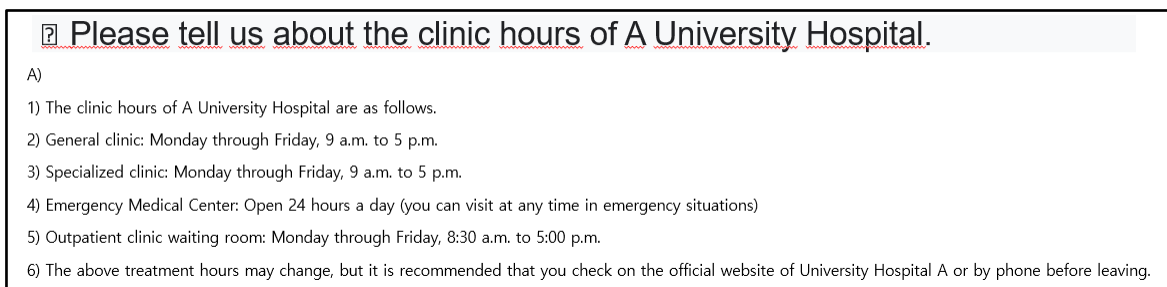 Please tell us about the clinic hours of A University Hospital.
A)
1) The clinic hours of A University Hospital are as follows.
2) General clinic: Monday through Friday, 9 a.m. to 5 p.m.
3) Specialized clinic: Monday through Friday, 9 a.m. to 5 p.m.
4) Emergency Medical Center: Open 24 hours a day (you can visit at any time in emergency situations)
5) Outpatient clinic waiting room: Monday through Friday, 8:30 a.m. to 5:00 p.m.
6) The above treatment hours may change, but it is recommended that you check on the official website of University Hospital A or by phone before leaving.